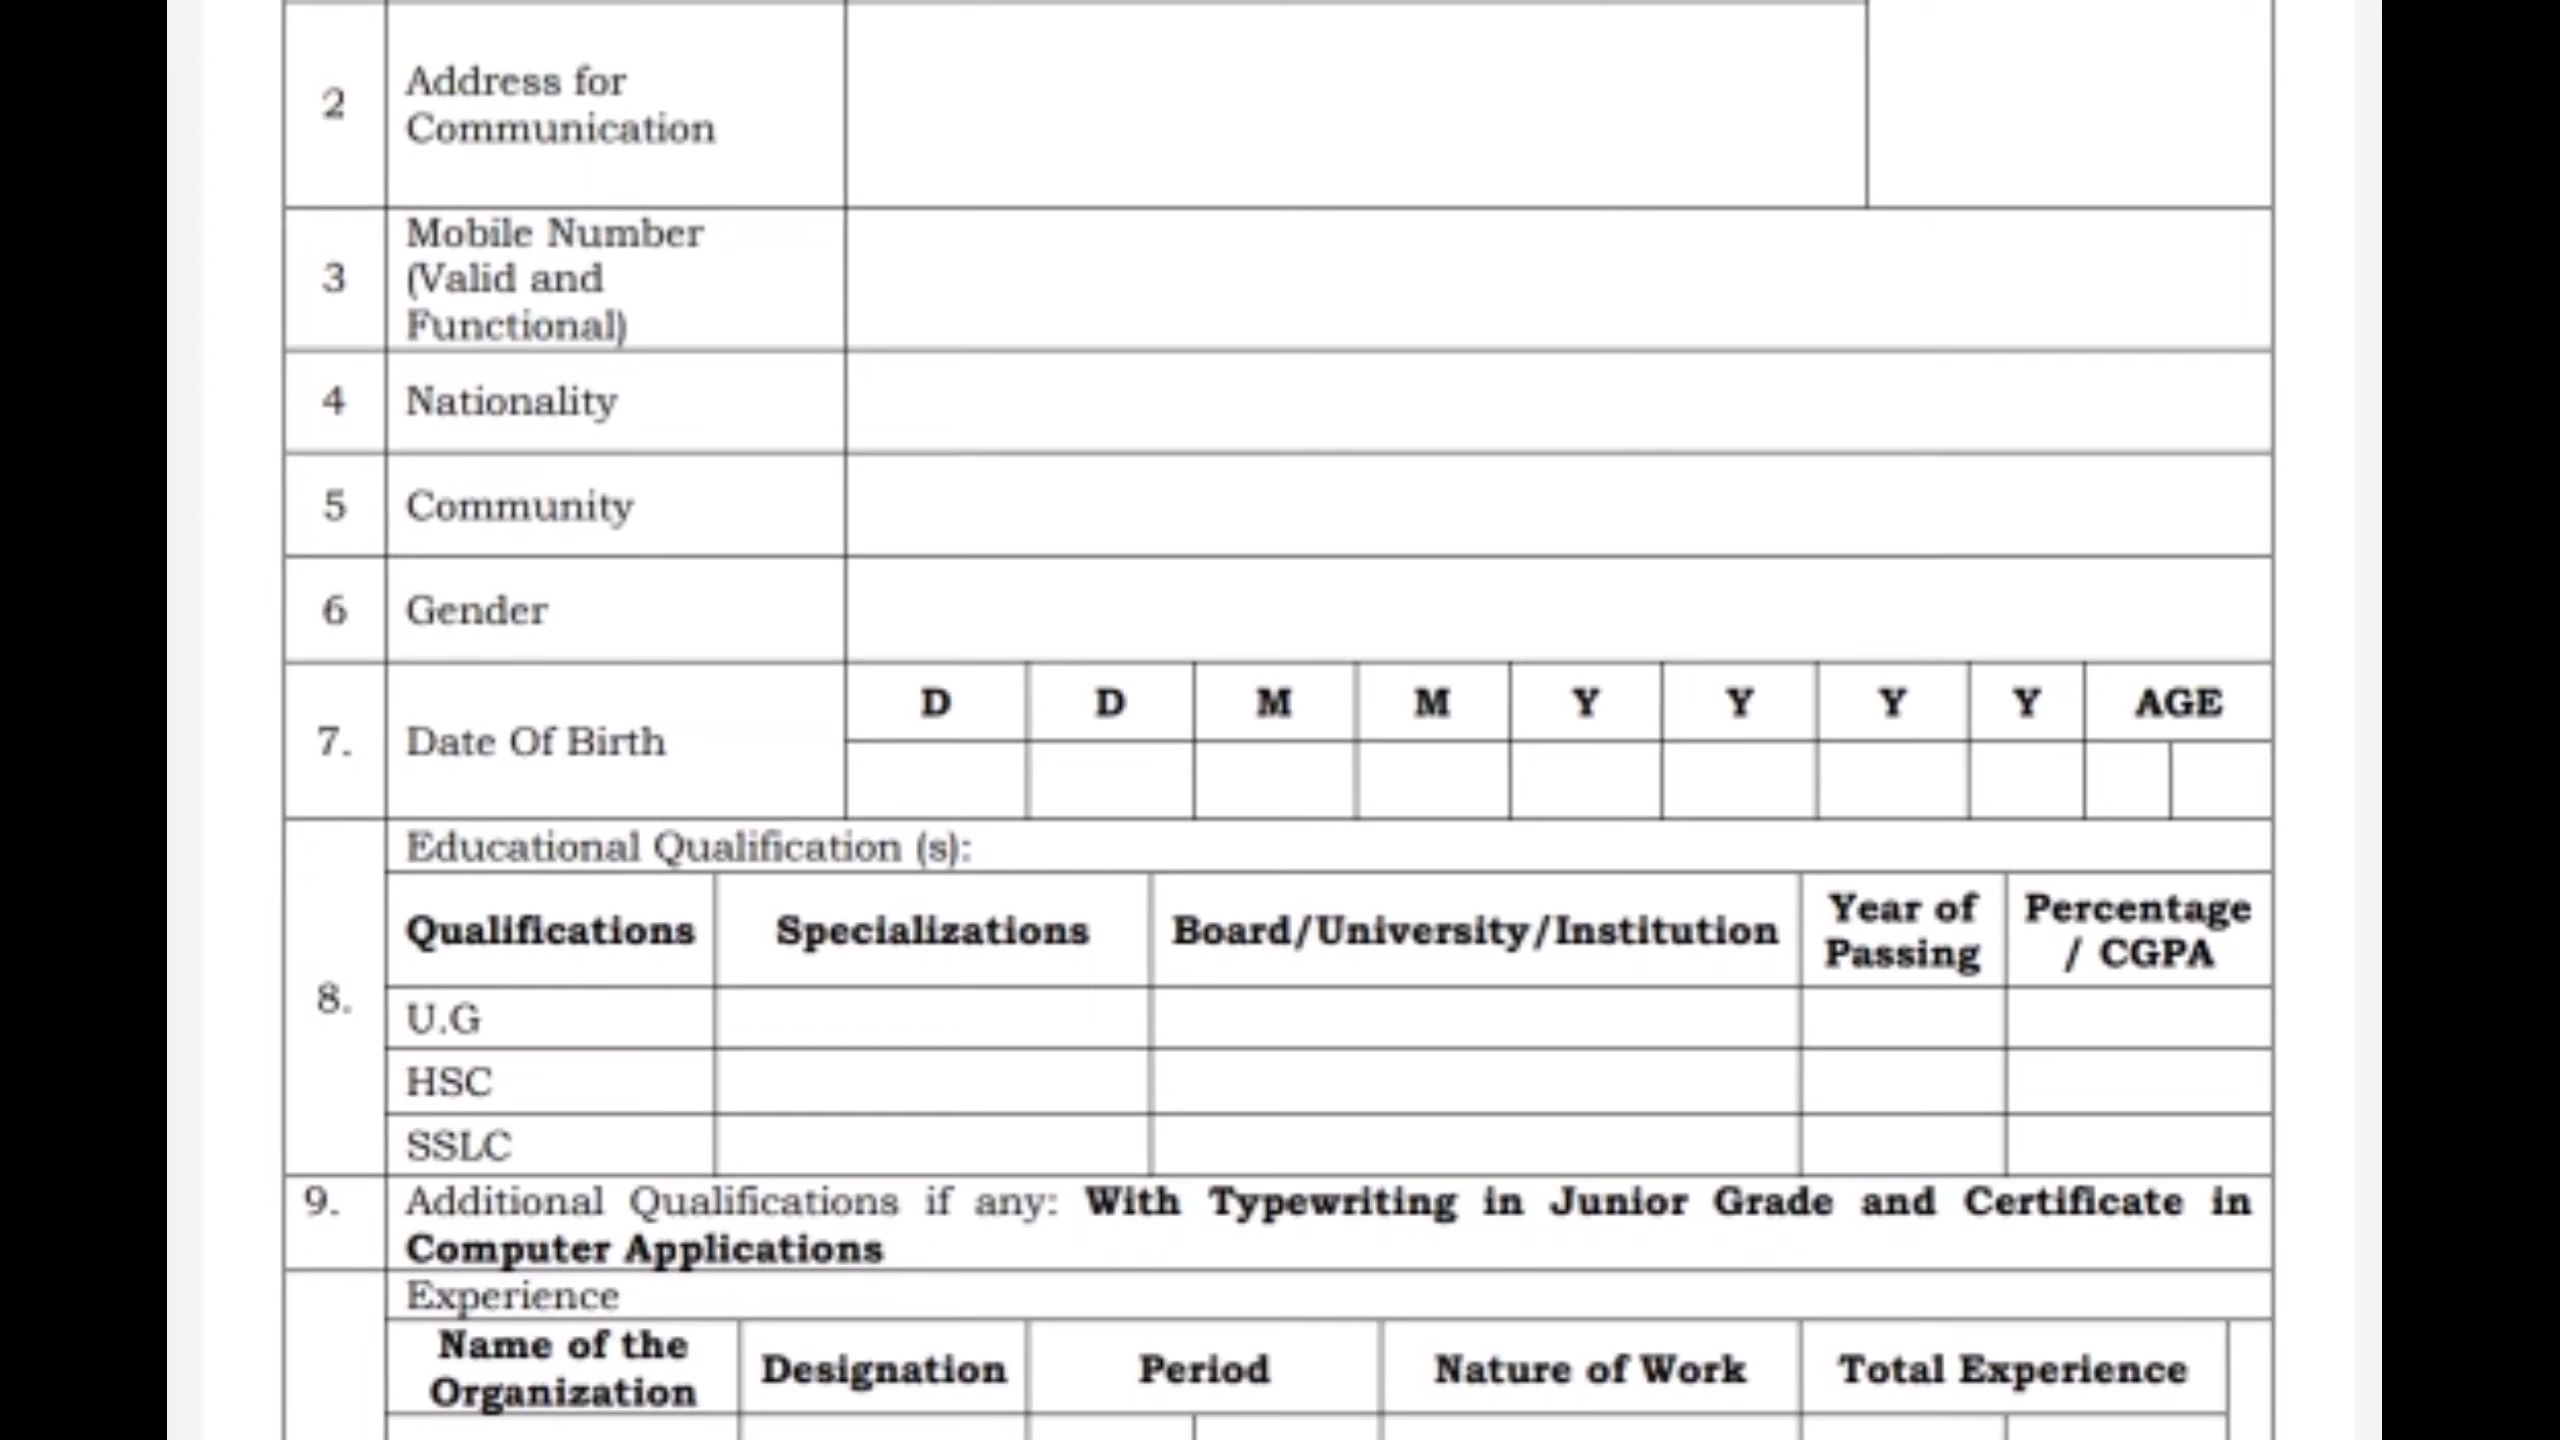 2
Address for
Communication
3
Mobile Number
(Valid and
Functional)
4
Nationality
5
Community
6
Gender
7.
Date Of Birth
D D M M Y Y Y Y AGE
8.
Educational Qualification (s):
Qualifications
Specializations
Board/University/Institution
Year of
Passing
Percentage
/ CGPA
U.G
HSC
SSLC
9.
Additional Qualifications if any: With Typewriting in Junior Grade and Certificate in
Computer Applications
Experience
Name of the
Organization
Designation
Period
Nature of Work
Total Experience